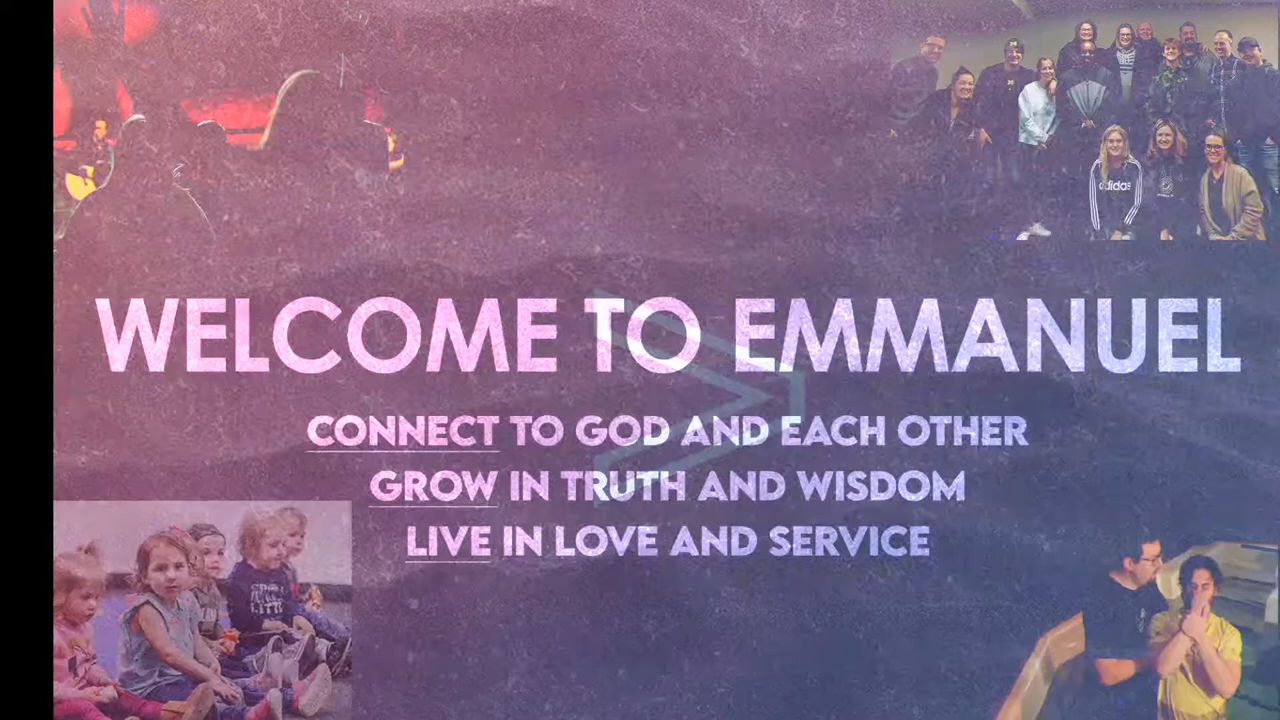 adidas
WELCOME TO EMMANUEL
CONNECT TO GOD AND EACH OTHER
GROW IN TRUTH AND WISDOM
LIVE IN LOVE AND SERVICE